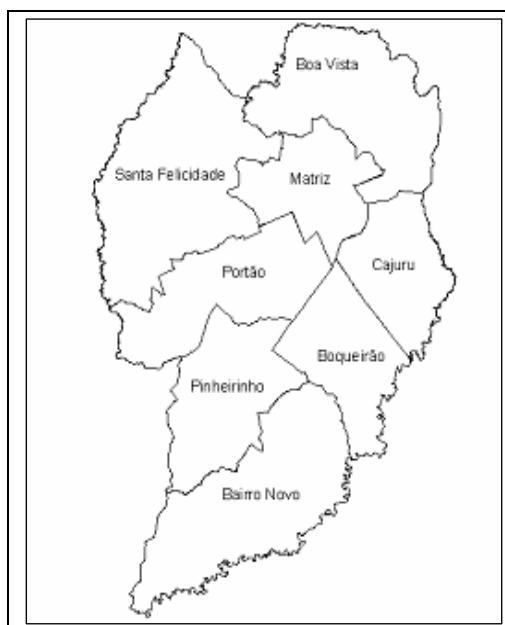 Boa Vista
Santa Felicidade
Matriz
Portão
Cajuru
Boqueirão
Pinheirinho
Bairro Novo